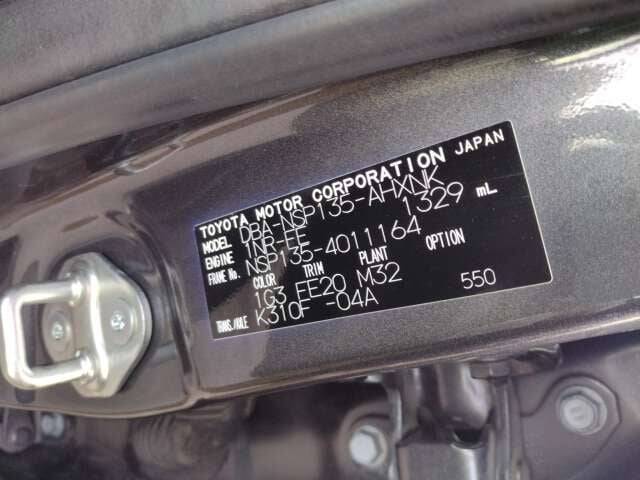 TOYOTA MOTOR CORPORATION JAPAN
MODEL DBA-NSP135-AHXNK
ENGINE 1NR-FE 1329 mL
FRAME No. NSP135-4011164
COLOR TRIM PLANT OPTION
1G3 EE20 M32
TRANS./AXLE K310F -04A 550